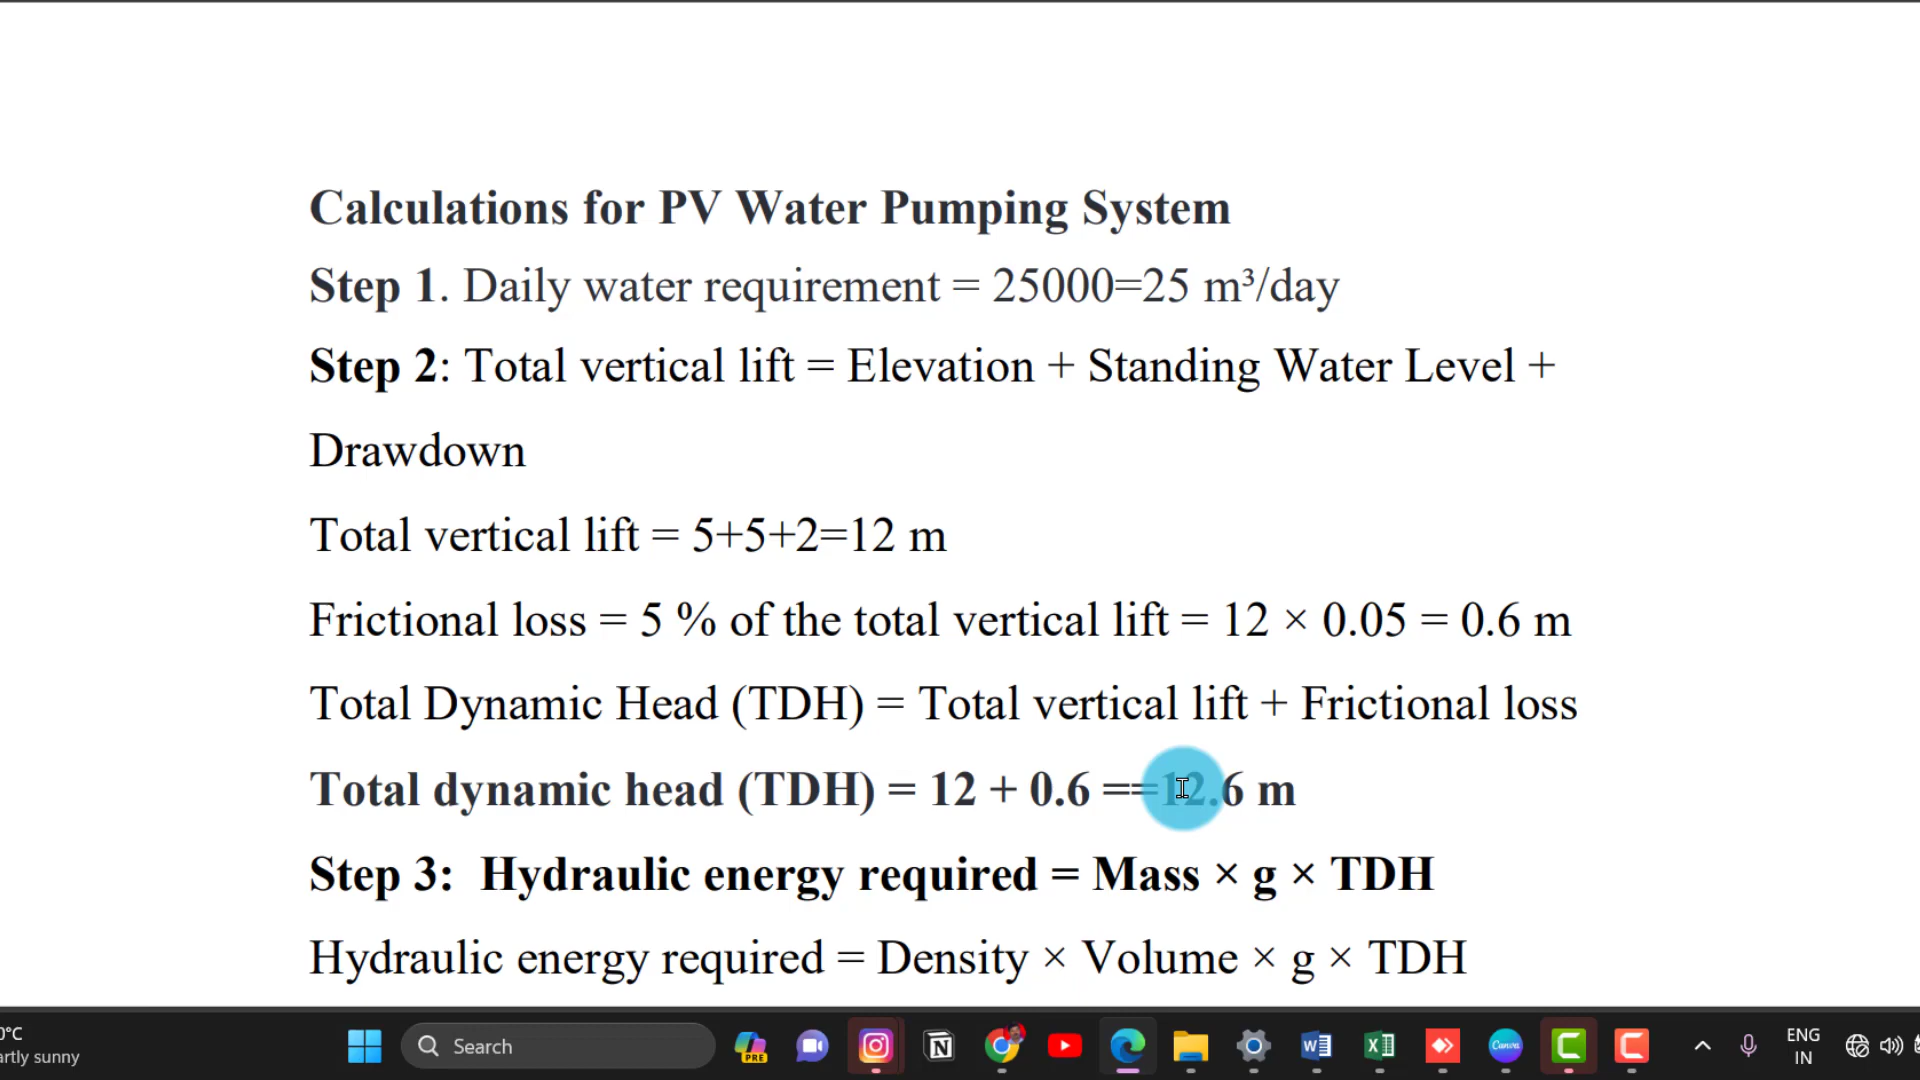 Calculations for PV Water Pumping System
Step 1. Daily water requirement = 25000=25 m³/day
Step 2: Total vertical lift = Elevation + Standing Water Level +
Drawdown
Total vertical lift = 5+5+2=12 m
Frictional loss = 5 % of the total vertical lift = 12 × 0.05 = 0.6 m
Total Dynamic Head (TDH) = Total vertical lift + Frictional loss
Total dynamic head (TDH) = 12 + 0.6 ==12.6 m
Step 3: Hydraulic energy required = Mass × g × TDH
Hydraulic energy required = Density × Volume × g × TDH
0°C
artly sunny
Search
PRE
Canva
ENG
IN